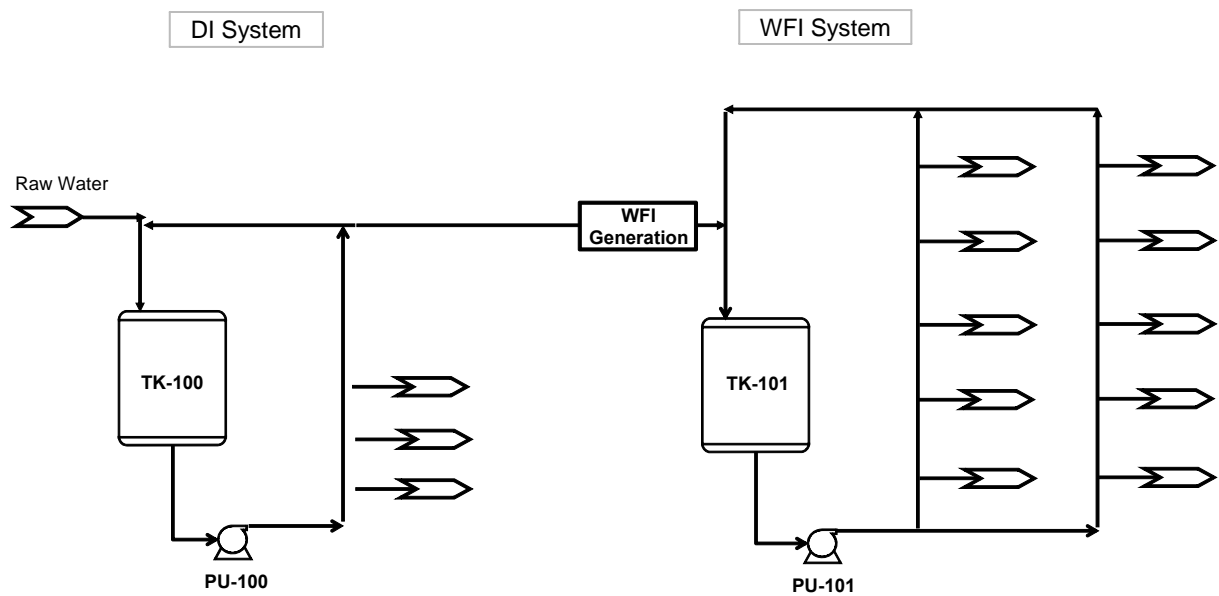 DI System
WFI System
Raw Water
WFI
Generation
TK-100
TK-101
PU-100
PU-101